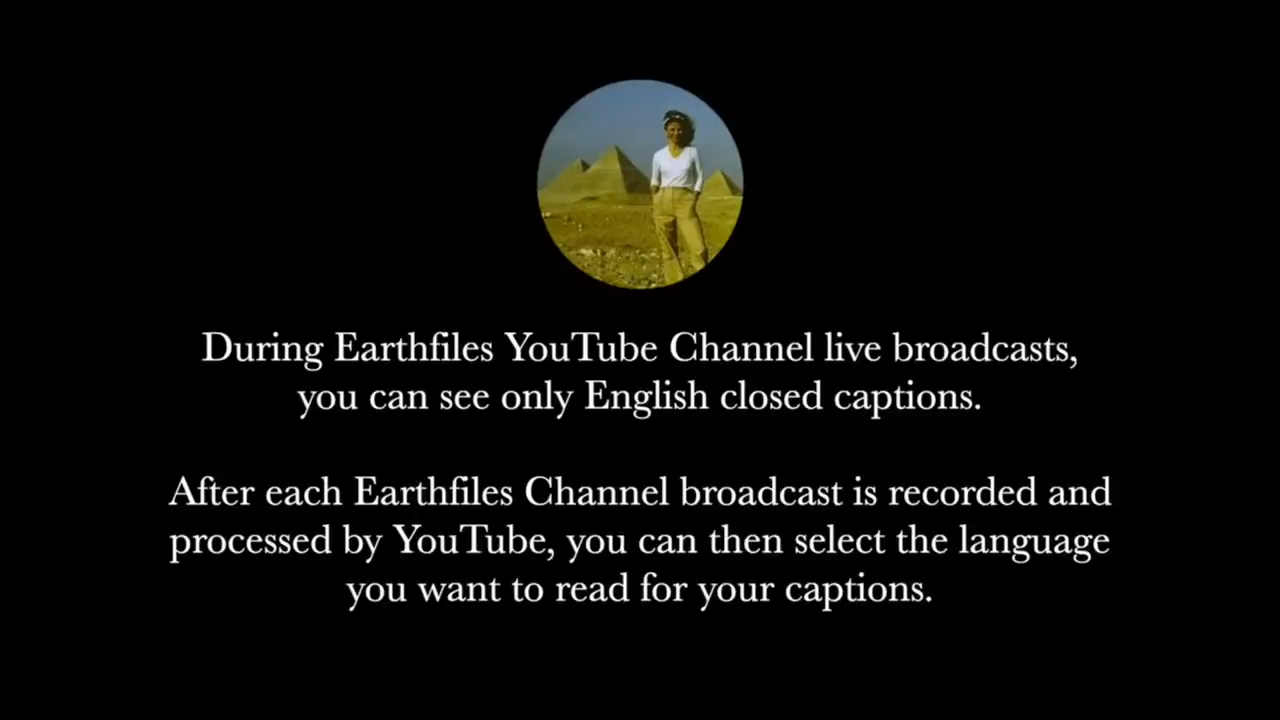 During Earthfiles YouTube Channel live broadcasts,
you can see only English closed captions.
After each Earthfiles Channel broadcast is recorded and
processed by YouTube, you can then select the language
you want to read for your captions.